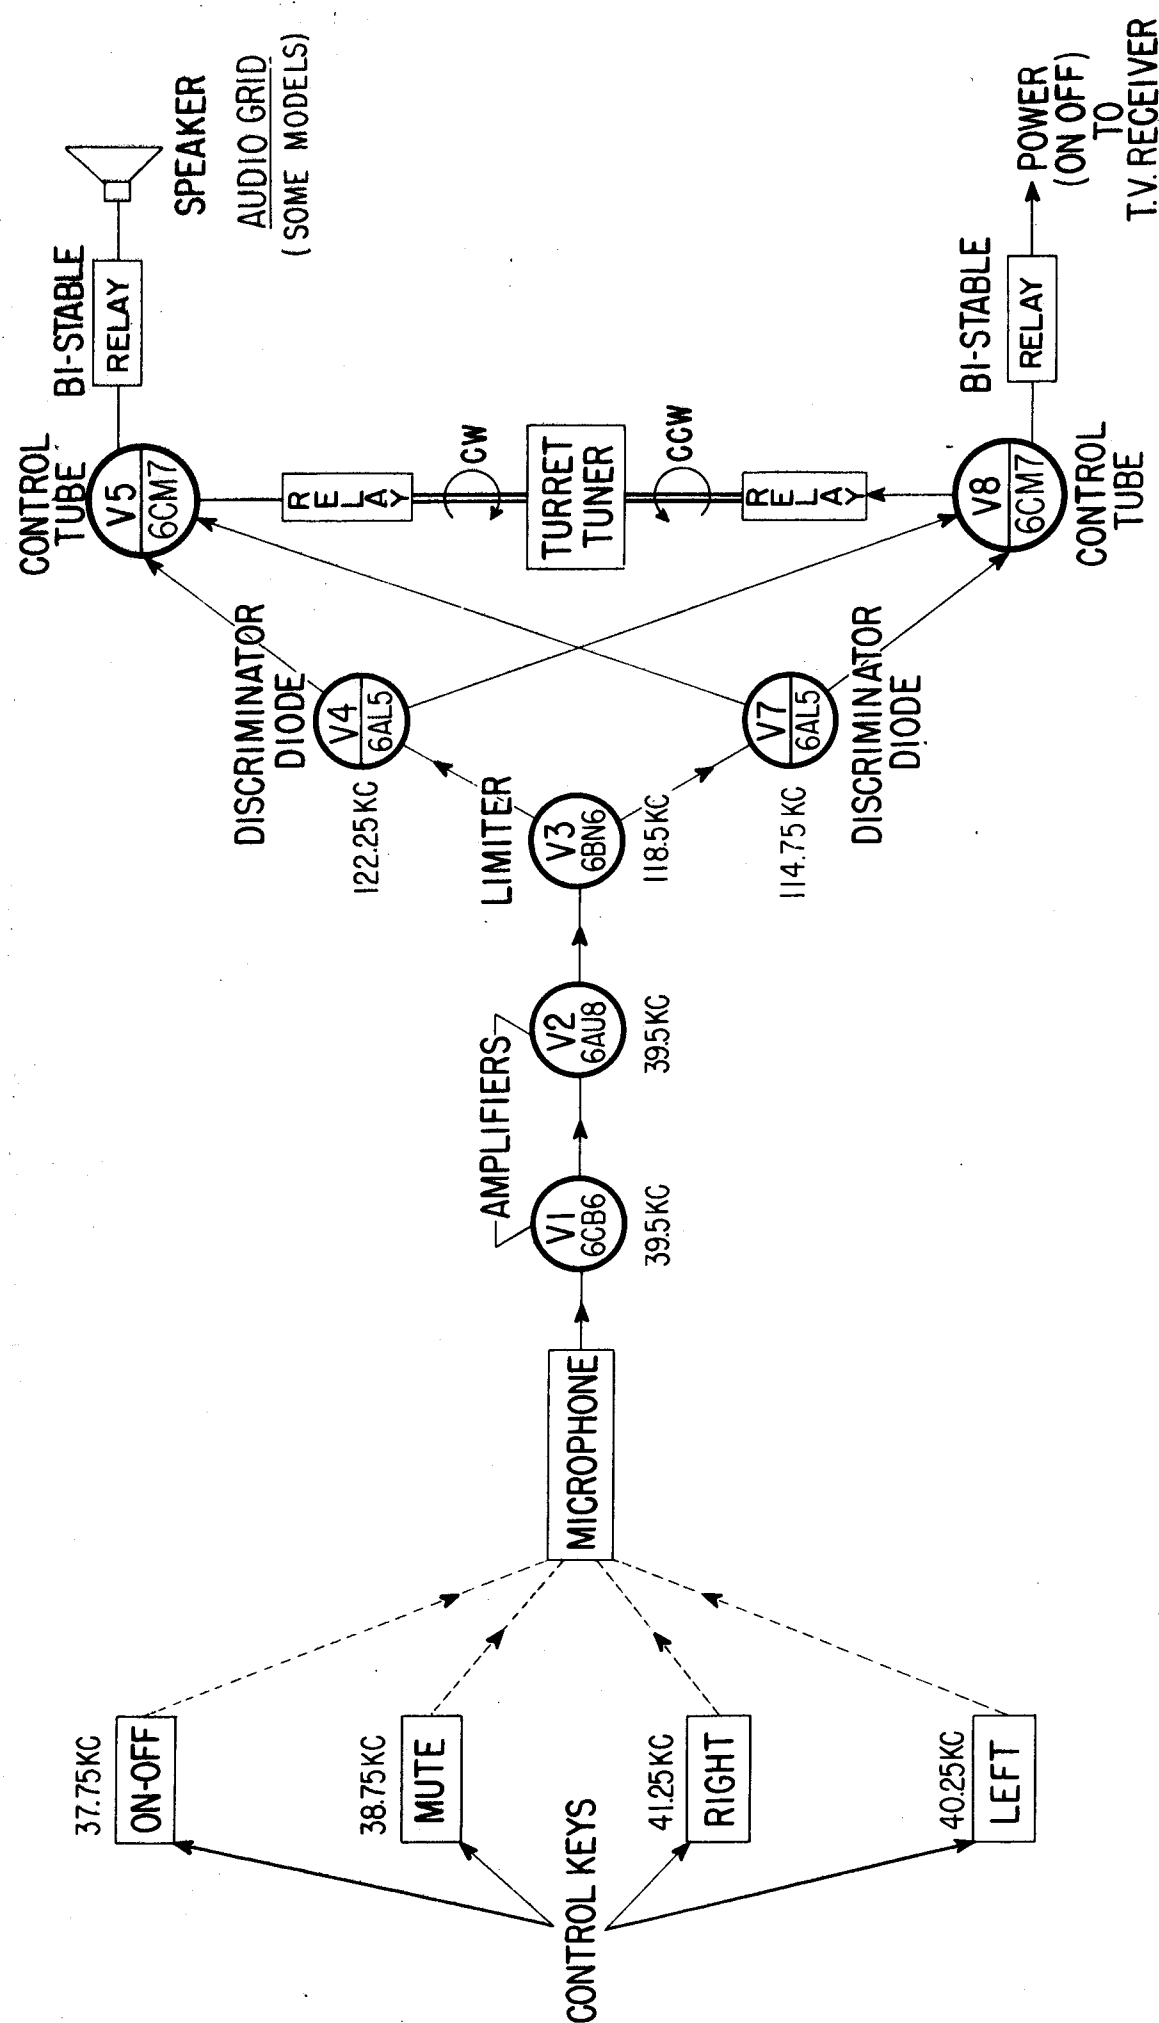 CONTROL KEYS
37.75KC
ON-OFF
38.75KC
MUTE
41.25KC
RIGHT
40.25KC
LEFT
MICROPHONE
AMPLIFIERS
V1
6CB6
39.5KC
V2
6AU8
39.5KC
LIMITER
V3
6BN6
118.5KC
DISCRIMINATOR
DIODE
V4
6AL5
122.25KC
V7
6AL5
114.75KC
DISCRIMINATOR
DIODE
CONTROL
TUBE
V5
6CM7
RELAY
CW
TURRET
TUNER
CCW
RELAY
V8
6CM7
CONTROL
TUBE
BI-STABLE
RELAY
SPEAKER
AUDIO GRID
(SOME MODELS)
BI-STABLE
RELAY
POWER
(ON OFF)
TO
T.V. RECEIVER